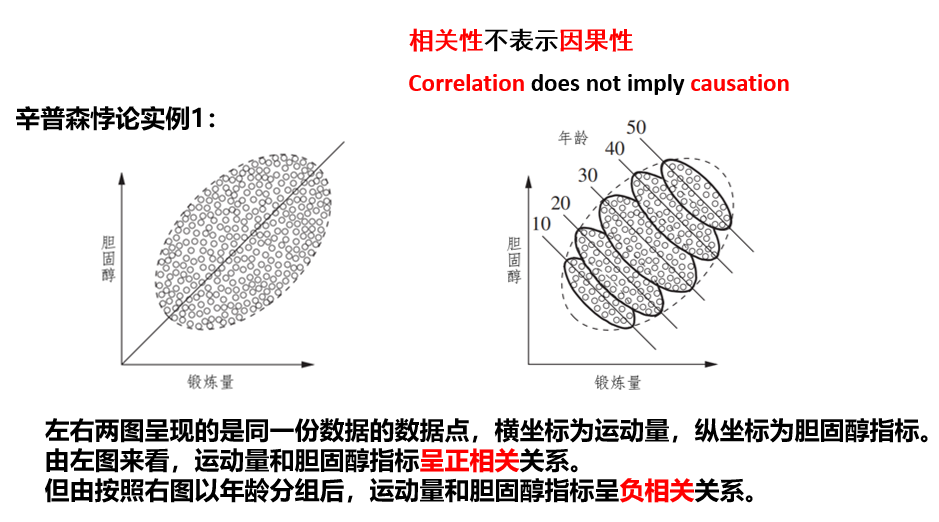 相关性不表示因果性
Correlation does not imply causation
辛普森悖论实例1：
胆固醇
锻炼量
年龄
10
20
30
40
50
胆固醇
锻炼量
左右两图呈现的是同一份数据的数据点，横坐标为运动量，纵坐标为胆固醇指标。
由左图来看，运动量和胆固醇指标呈正相关关系。
但由按照右图以年龄分组后，运动量和胆固醇指标呈负相关关系。